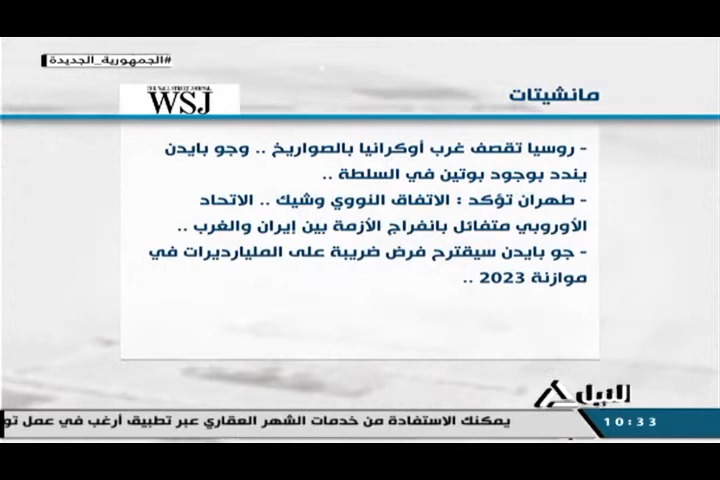 #الجمهورية_الجديدة
مانشيتات
THE WALL STREET JOURNAL
WSJ
- روسيا تقصف غرب أوكرانيا بالصواريخ .. وجو بايدن
يندد بوجود بوتين في السلطة ..
- طهران تؤكد : الاتفاق النووي وشيك .. الاتحاد
الأوروبي متفائل بانفراج الأزمة بين إيران والغرب ..
- جو بايدن سيقترح فرض ضريبة على المليارديرات في
موازنة 2023 ..
النيل
يمكنك الاستفادة من خدمات الشهر العقاري عبر تطبيق أرغب في عمل تو
10:33